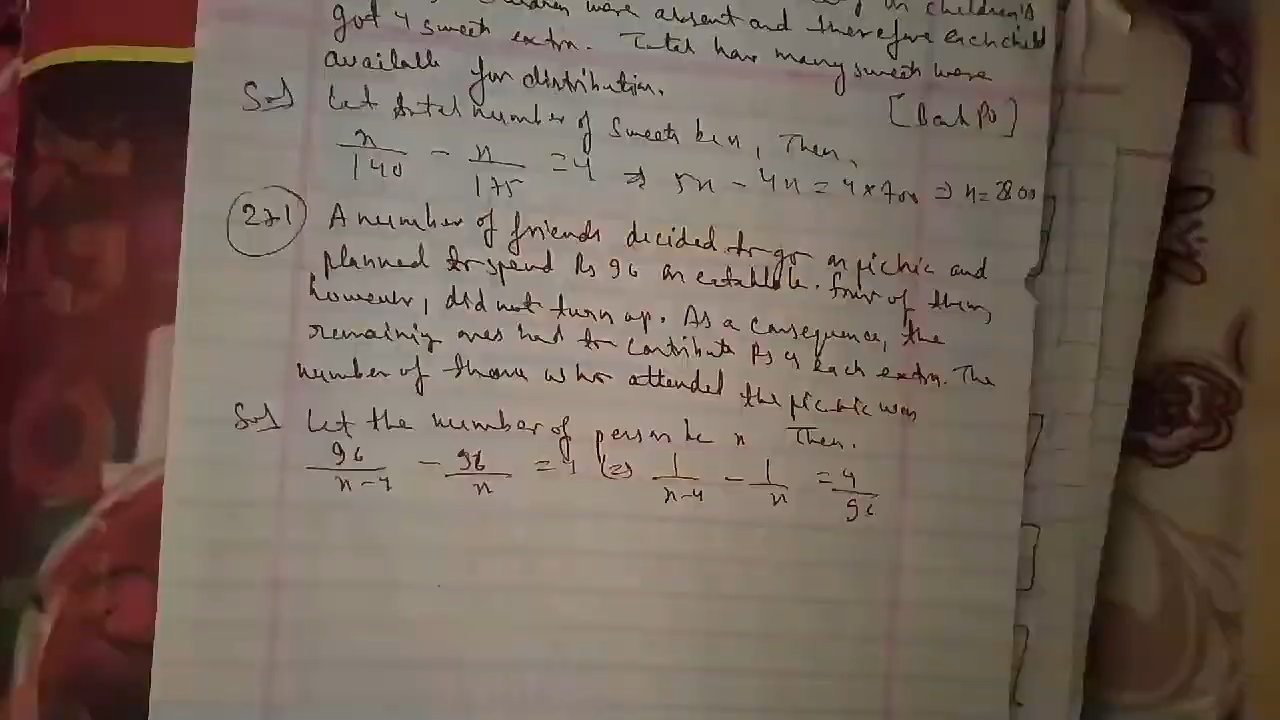 were absent and therefore each child
got 4 sweets extra. Total how many sweets were
available for distribution. [Bank PO]
Sol Let total number of sweets be n, Then,
n/140 - n/175 = 4 ⇒ 5n - 4n = 4 x 700 ⇒ n = 2800
271 A number of friends decided to go on picnic and
planned to spend Rs 96 on eatable. four of them,
however, did not turn up. As a consequence, the
remaining ones had to contribute Rs 4 each extra. The
number of those who attended the picnic was
Sol Let the number of person be n Then.
96/n-4 - 96/n = 4 (=) 1/n-4 - 1/n = 4/96